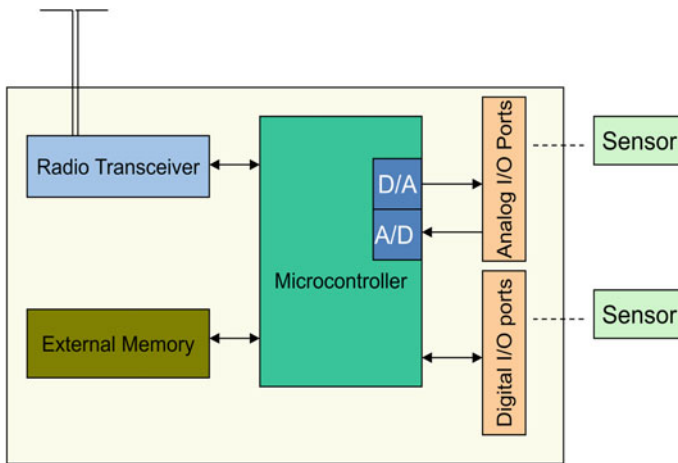 Radio Transceiver
External Memory
Microcontroller
D/A
A/D
Analog I/O Ports
Digital I/O ports
Sensor
Sensor